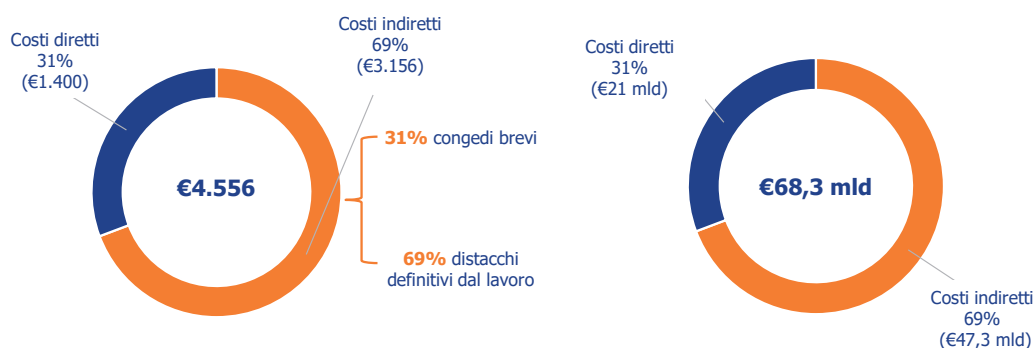 Costi diretti
31%
(€1.400)
Costi indiretti
69%
(€3.156)
€4.556
31% congedi brevi
69% distacchi
definitivi dal lavoro
Costi diretti
31%
(€21 mld)
€68,3 mld
Costi indiretti
69%
(€47,3 mld)